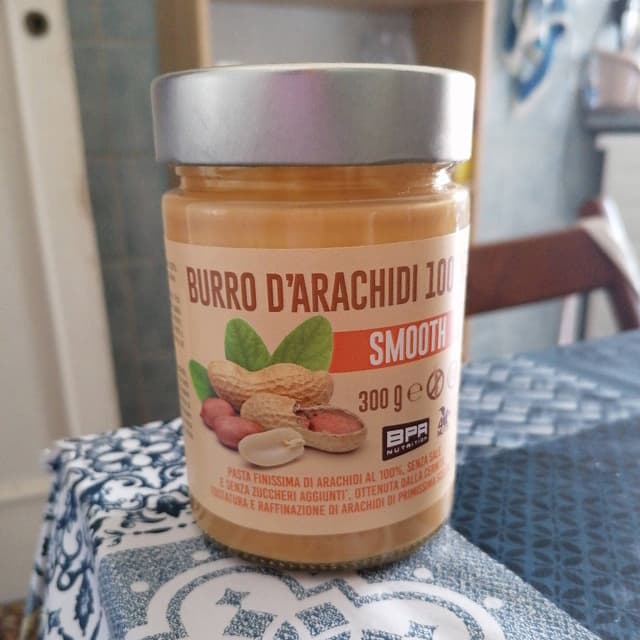 BURRO D'ARACHIDI 100
SMOOTH
300 g ℮
BPR
NUTRITION
PASTA FINISSIMA DI ARACHIDI AL 100%, SENZA SALE
E SENZA ZUCCHERI AGGIUNTI*, OTTENUTA DALLA
TOSTATURA E RAFFINAZIONE DI ARACHIDI DI PRIMISSIMA